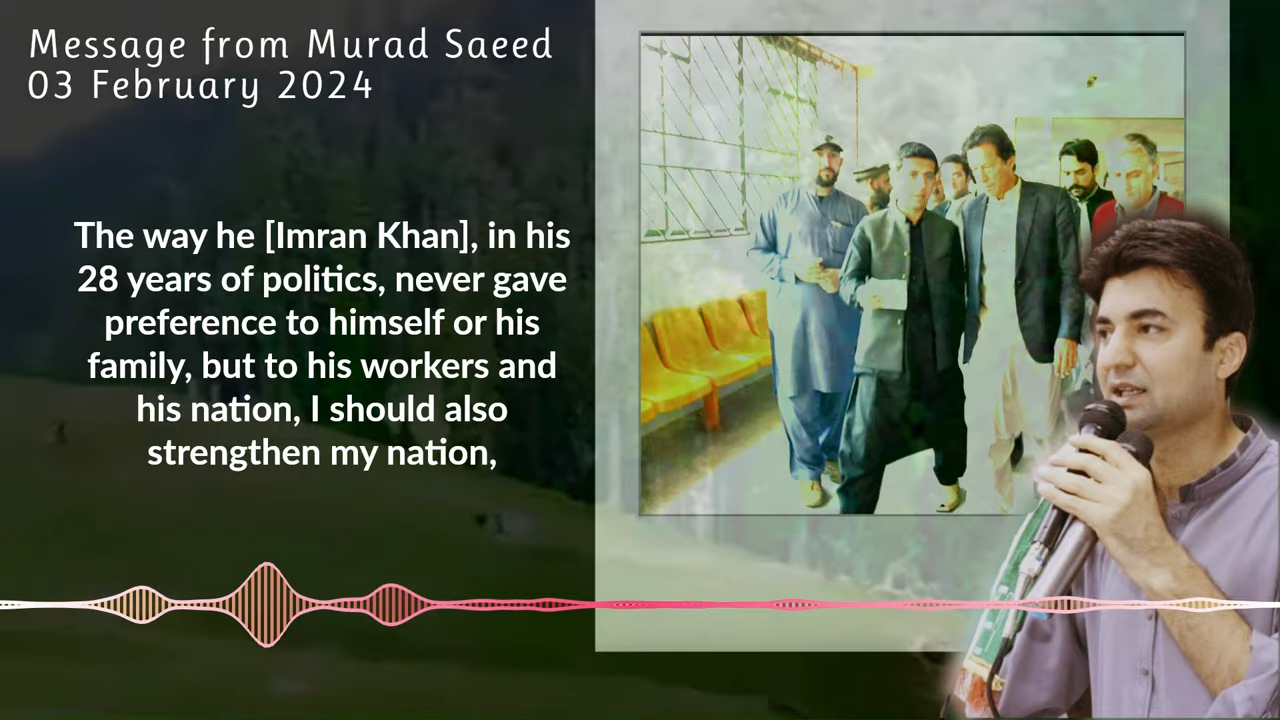 Message from Murad Saeed
03 February 2024
The way he [Imran Khan], in his
28 years of politics, never gave
preference to himself or his
family, but to his workers and
his nation, I should also
strengthen my nation,